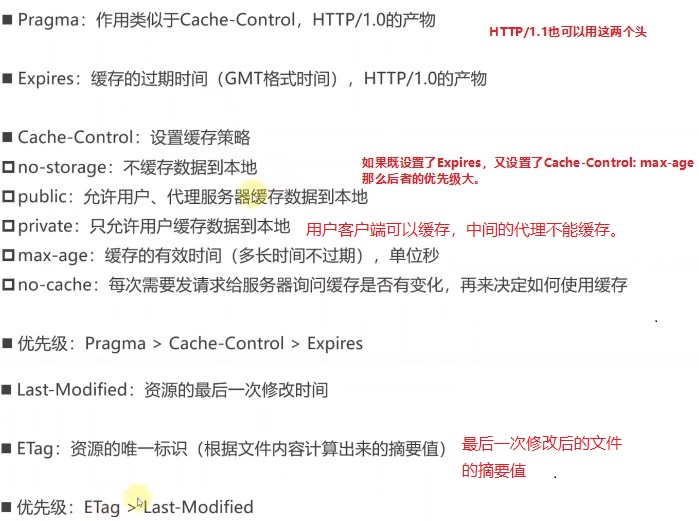 ■ Pragma：作用类似于Cache-Control，HTTP/1.0的产物
HTTP/1.1也可以用这两个头
■ Expires：缓存的过期时间（GMT格式时间），HTTP/1.0的产物
■ Cache-Control：设置缓存策略
no-storage：不缓存数据到本地
如果既设置了Expires，又设置了Cache-Control: max-age
那么后者的优先级大。
public：允许用户、代理服务器缓存数据到本地
private：只允许用户缓存数据到本地
用户客户端可以缓存，中间的代理不能缓存。
max-age：缓存的有效时间（多长时间不过期），单位秒
no-cache：每次需要发请求给服务器询问缓存是否有变化，再来决定如何使用缓存
■ 优先级：Pragma > Cache-Control > Expires
■ Last-Modified：资源的最后一次修改时间
■ ETag：资源的唯一标识（根据文件内容计算出来的摘要值）
最后一次修改后的文件
的摘要值
■ 优先级：ETag > Last-Modified